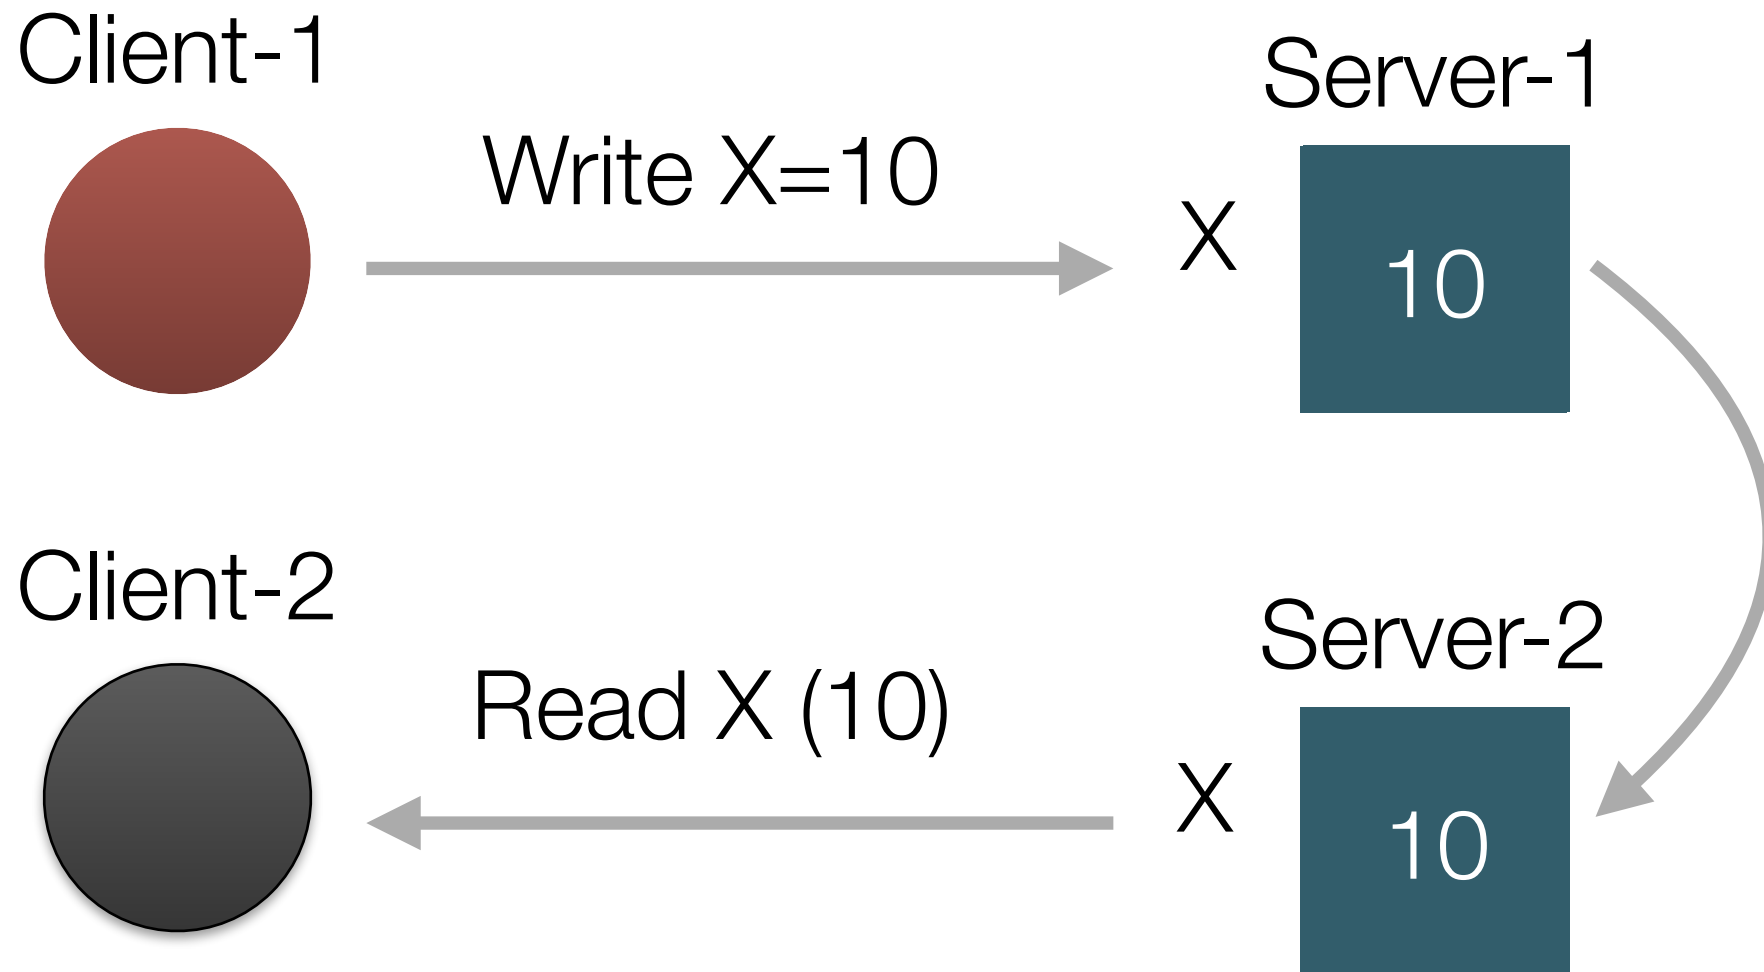 Client-1
Server-1
Write X=10
X
10
Client-2
Server-2
Read X (10)
X
10